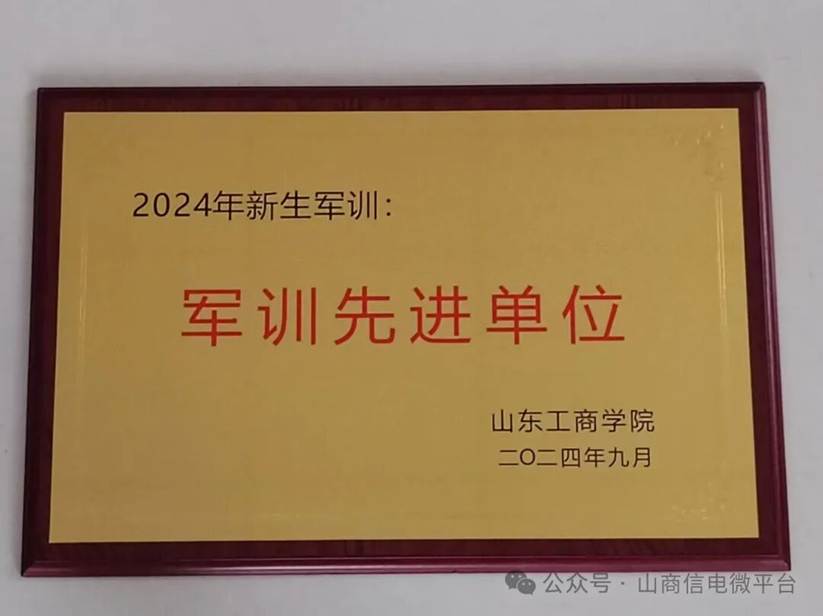 2024年新生军训：
军训先进单位
山东工商学院
二〇二四年九月
公众号·山商信电微平台